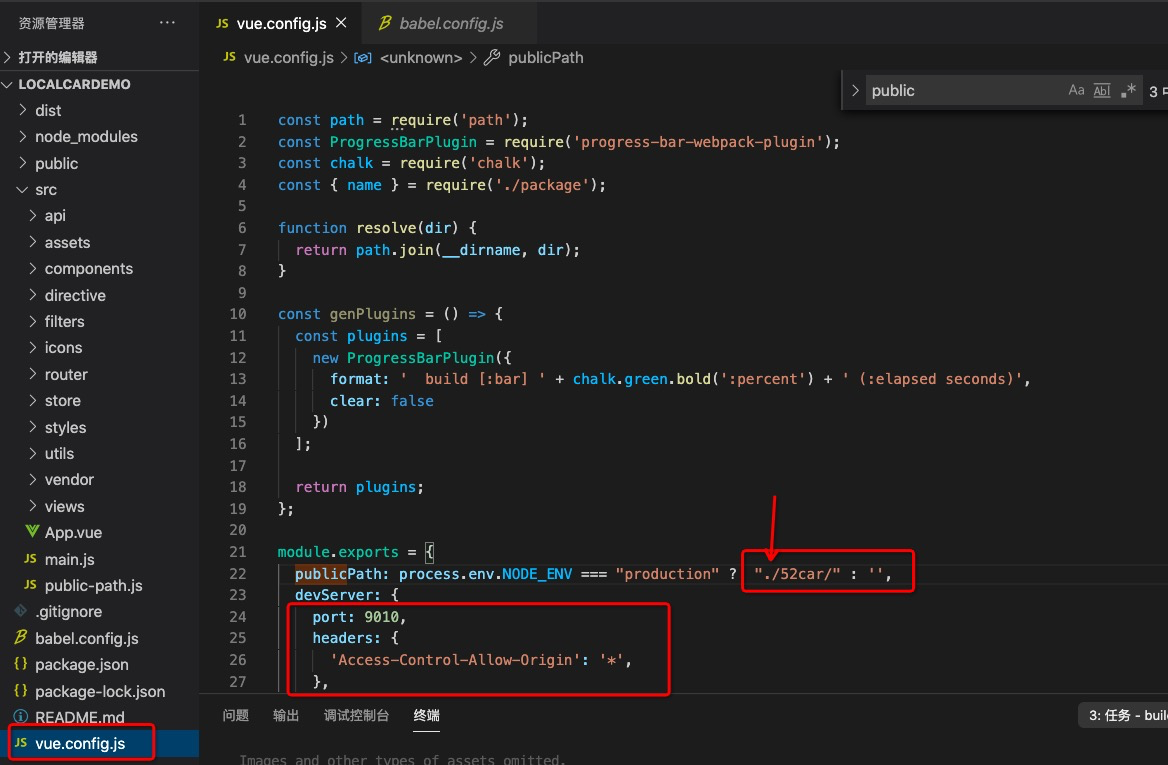 资源管理器 ···
打开的编辑器
LOCALCARDEMO
dist
node_modules
public
src
api
assets
components
directive
filters
icons
router
store
styles
utils
vendor
views
App.vue
JS main.js
JS public-path.js
.gitignore
babel.config.js
{} package.json
{} package-lock.json
README.md
JS vue.config.js
JS vue.config.js ×
babel.config.js
JS vue.config.js > <unknown> > publicPath
public Aa Abl .* 3
1 const path = require('path');
2 const ProgressBarPlugin = require('progress-bar-webpack-plugin');
3 const chalk = require('chalk');
4 const { name } = require('./package');
5
6 function resolve(dir) {
7 return path.join(__dirname, dir);
8 }
9
10 const genPlugins = () => {
11 const plugins = [
12 new ProgressBarPlugin({
13 format: '  build [:bar] ' + chalk.green.bold(':percent') + ' (:elapsed seconds)',
14 clear: false
15 })
16 ];
17
18 return plugins;
19 };
20
21 module.exports = {
22 publicPath: process.env.NODE_ENV === "production" ? "./52car/" : '',
23 devServer: {
24 port: 9010,
25 headers: {
26 'Access-Control-Allow-Origin': '*',
27 },
问题 输出 调试控制台 终端
3: 任务 - buil
Images and other types of assets omitted.